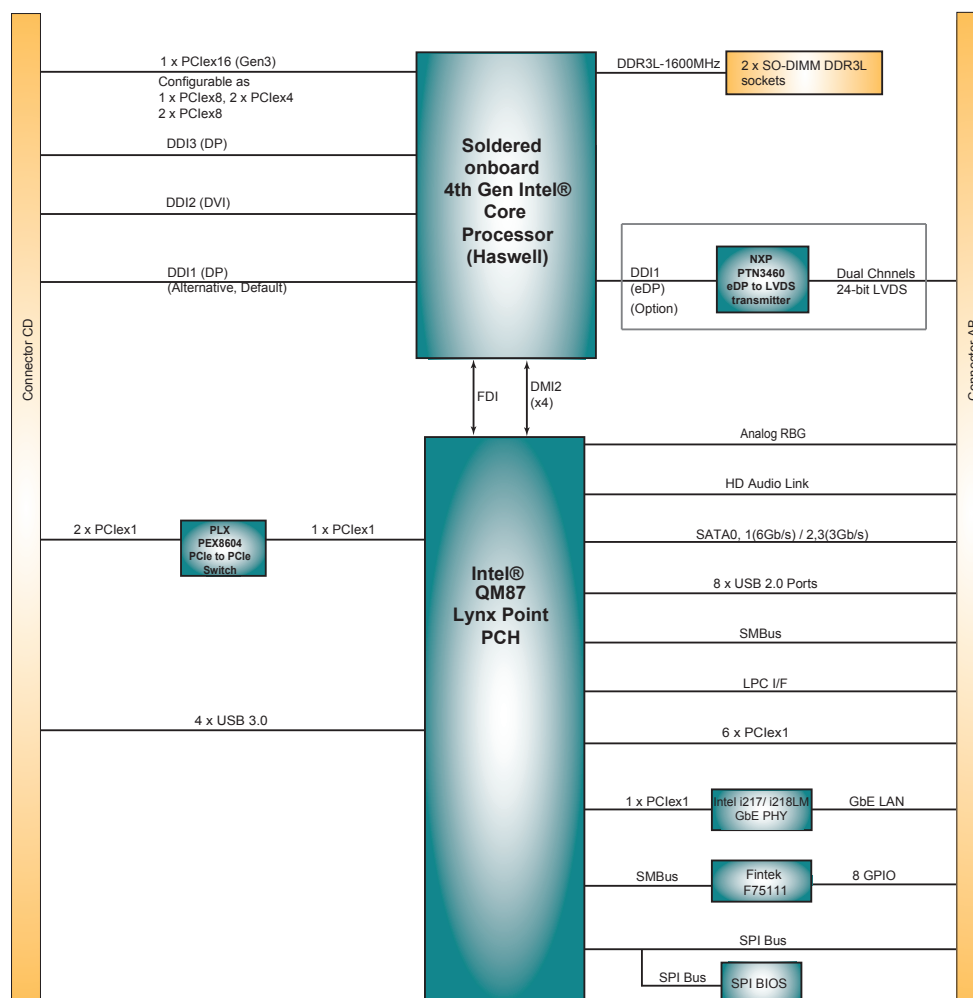 Connector CD
1 x PCIex16 (Gen3)
Configurable as
1 x PCIex8, 2 x PCIex4
2 x PCIex8
DDI3 (DP)
DDI2 (DVI)
DDI1 (DP)
(Alternative, Default)
Soldered
onboard
4th Gen Intel®
Core
Processor
(Haswell)
DDR3L-1600MHz
2 x SO-DIMM DDR3L
sockets
DDI1
(eDP)
(Option)
NXP
PTN3460
eDP to LVDS
transmitter
Dual Chnnels
24-bit LVDS
Connector AB
FDI
DMI2
(x4)
2 x PCIex1
PLX
PEX8604
PCIe to PCIe
Switch
1 x PCIex1
4 x USB 3.0
Intel®
QM87
Lynx Point
PCH
Analog RBG
HD Audio Link
SATA0, 1(6Gb/s) / 2,3(3Gb/s)
8 x USB 2.0 Ports
SMBus
LPC I/F
6 x PCIex1
1 x PCIex1
Intel i217/ i218LM
GbE PHY
GbE LAN
SMBus
Fintek
F75111
8 GPIO
SPI Bus
SPI Bus
SPI BIOS